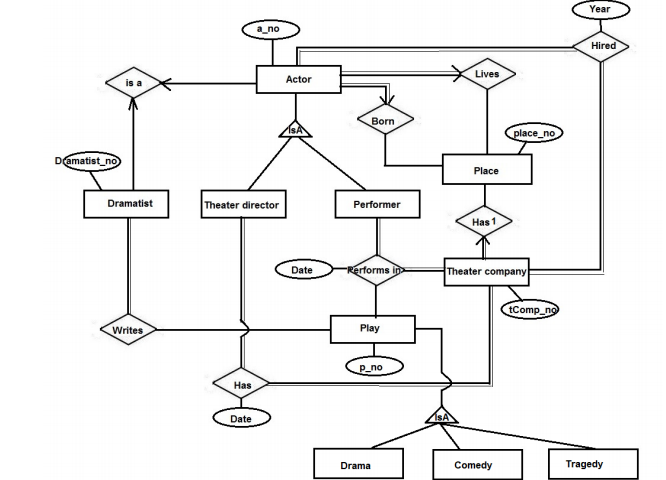 Year
a_no
Hired
Actor
Lives
is a
Born
IsA
place_no
Dramatist_no
Place
Dramatist
Theater director
Performer
Has 1
Date
Performs in
Theater company
tComp_no
Writes
Play
p_no
Has
Date
IsA
Drama
Comedy
Tragedy